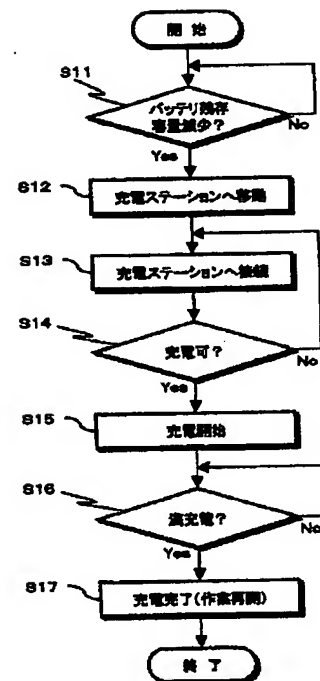 開 始
S11
バッテリ残存
容量減少?
No
Yes
S12
充電ステーションへ移動
S13
充電ステーションへ接続
S14
充電可?
No
Yes
S15
充電開始
S16
満充電?
No
Yes
S17
充電完了(作業再開)
終 了